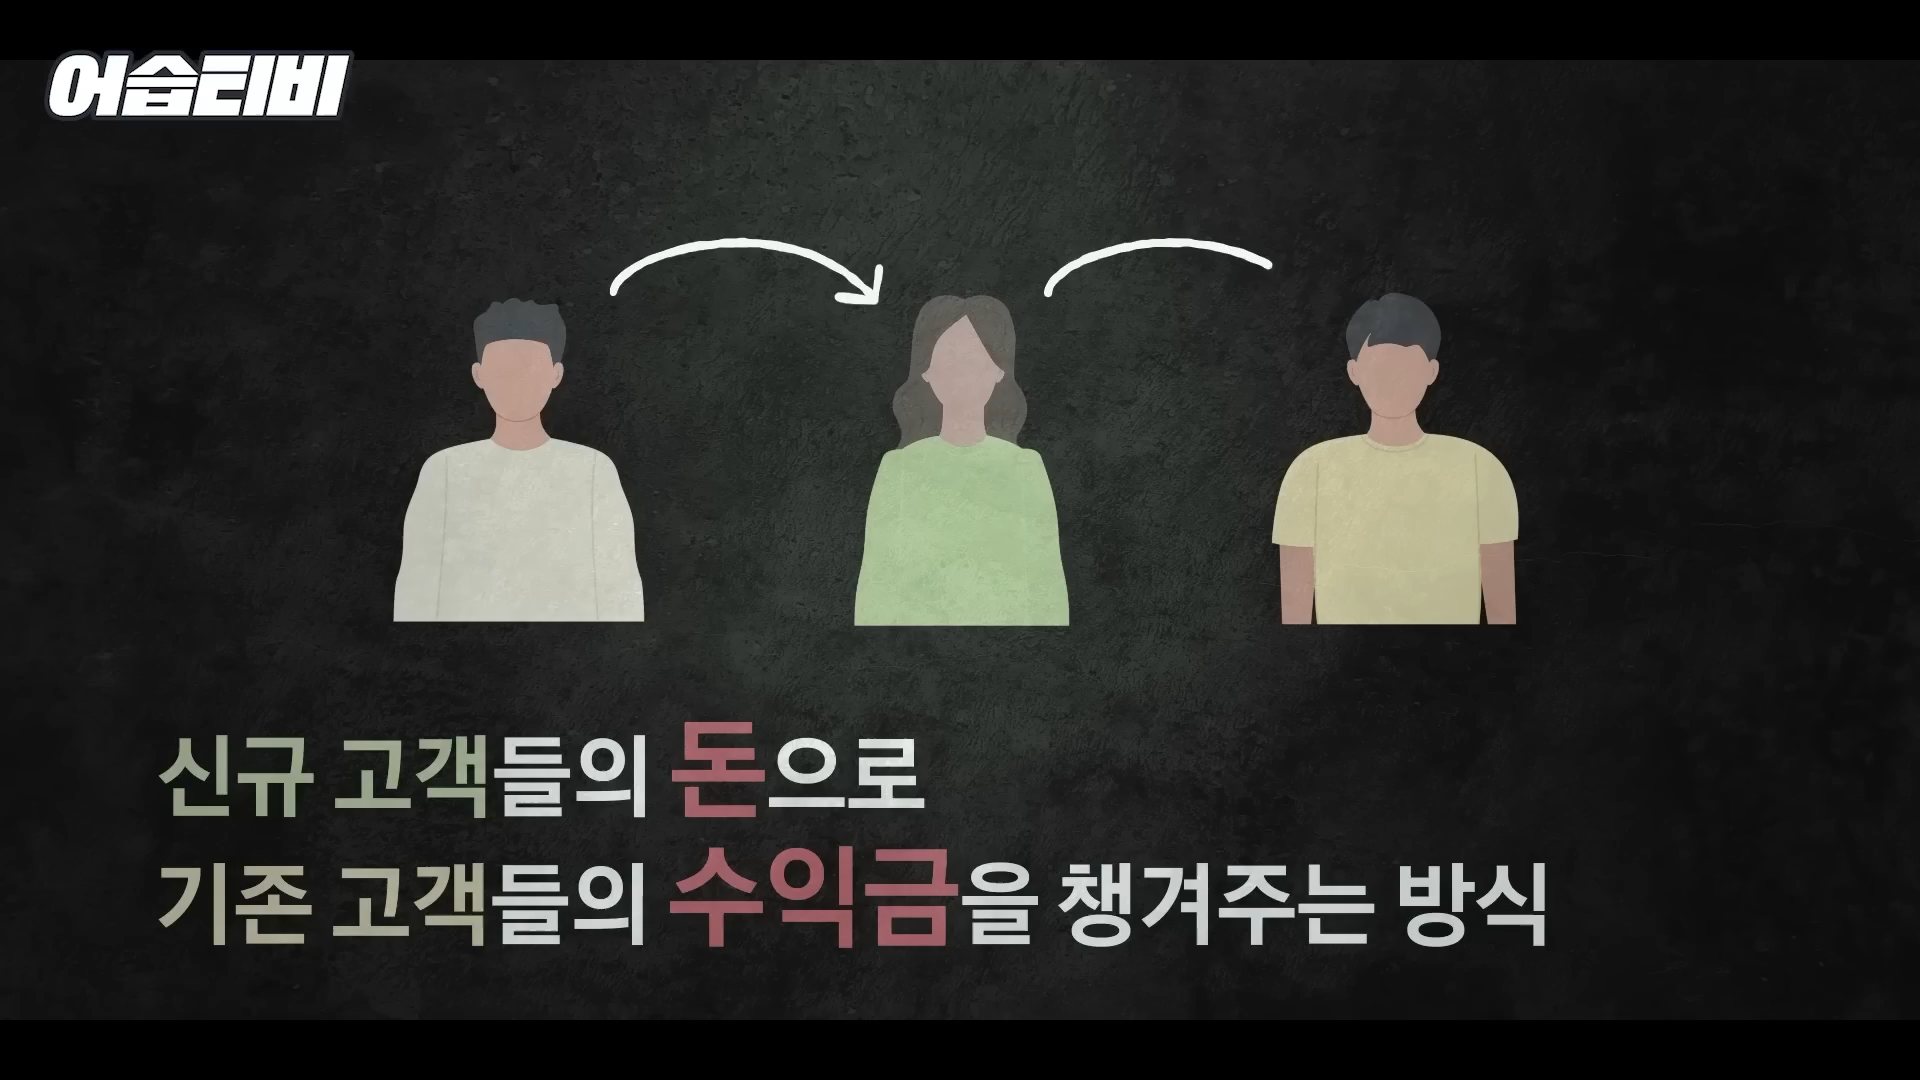 어습티비
신규 고객들의 돈으로
기존 고객들의 수익금을 챙겨주는 방식